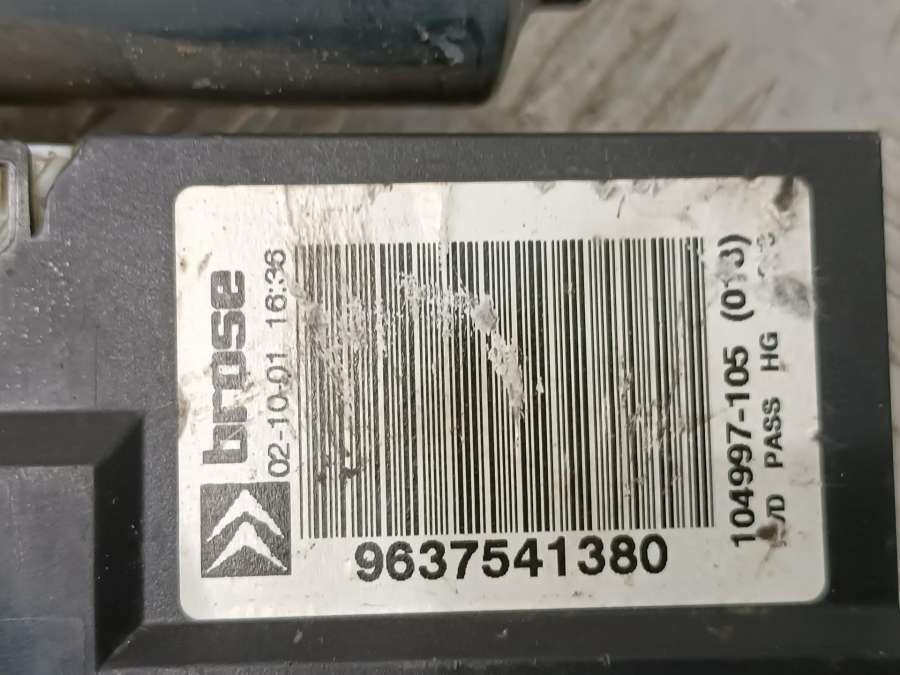 brose
02-10-01 16:36
9637541380
104997-105 (013)
PASS HG